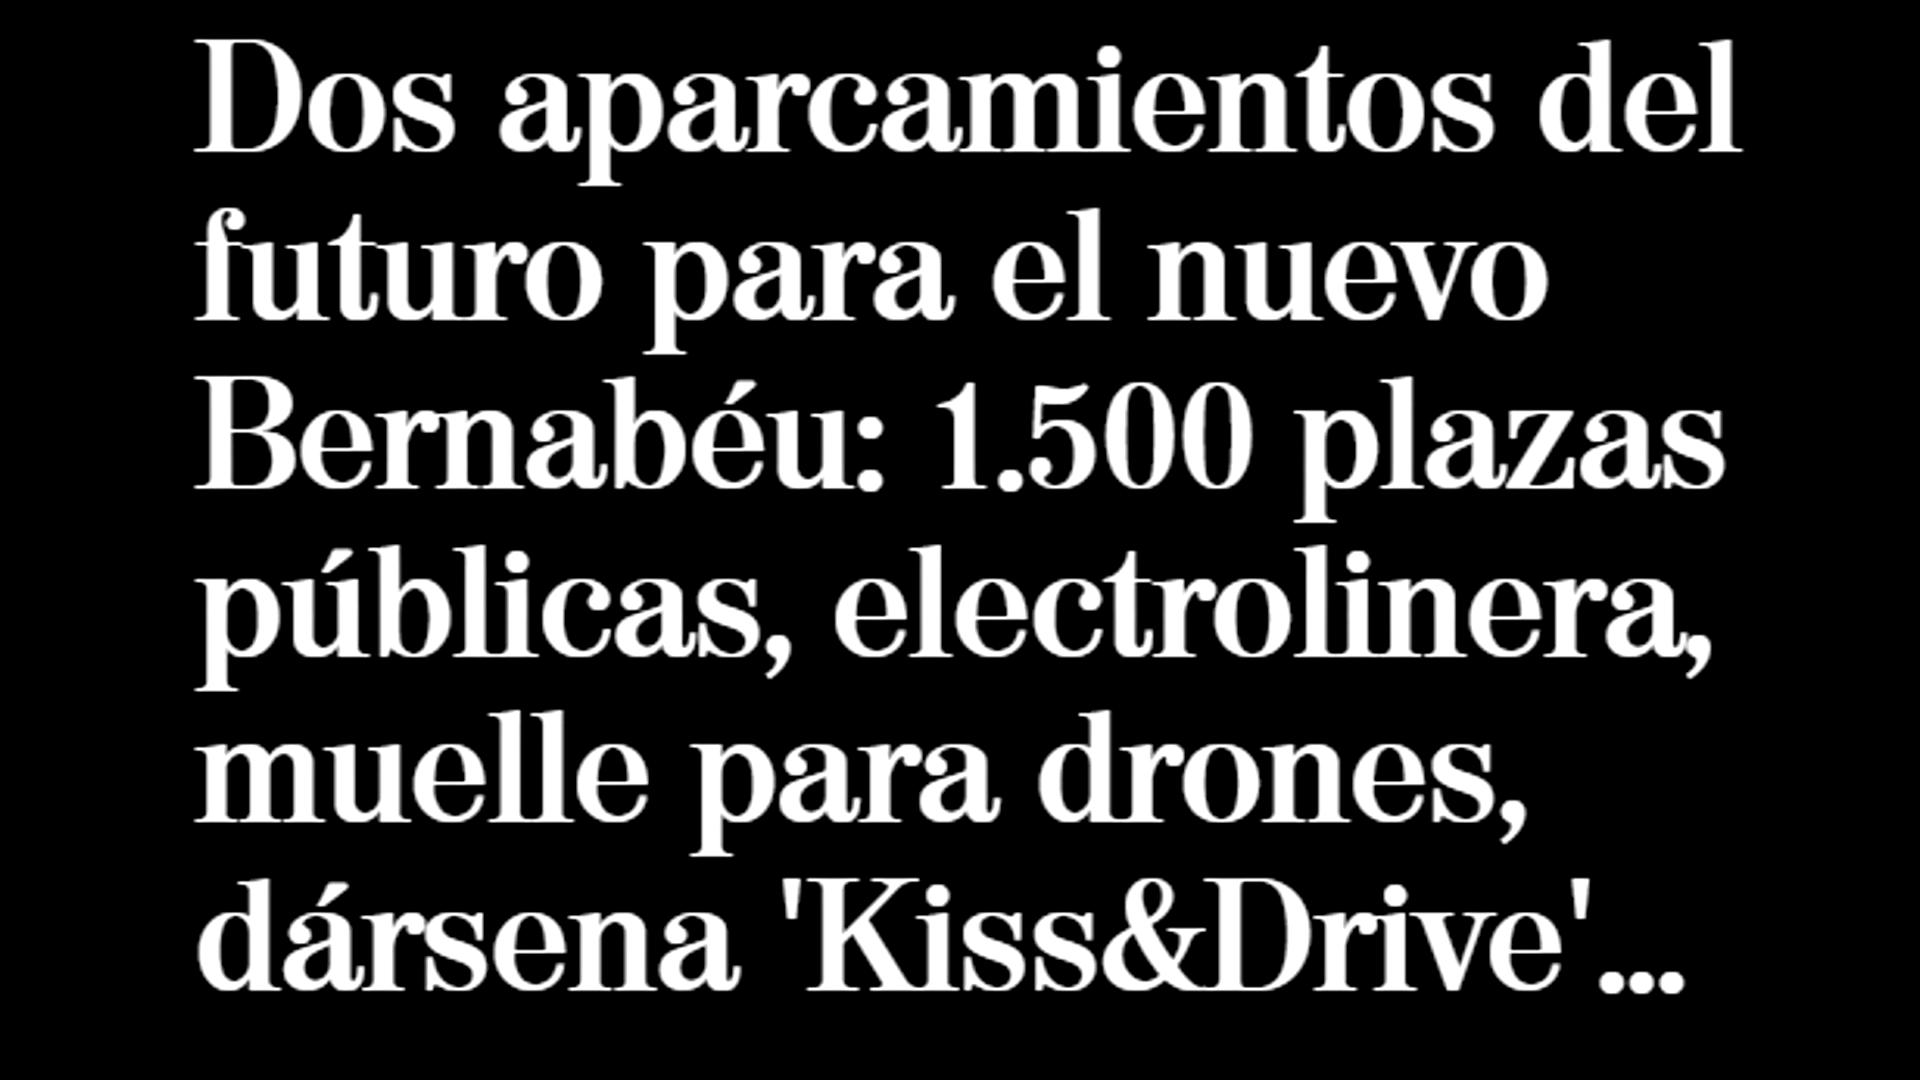 Dos aparcamientos del
futuro para el nuevo
Bernabéu: 1.500 plazas
públicas, electrolinera,
muelle para drones,
dársena 'Kiss&Drive'...